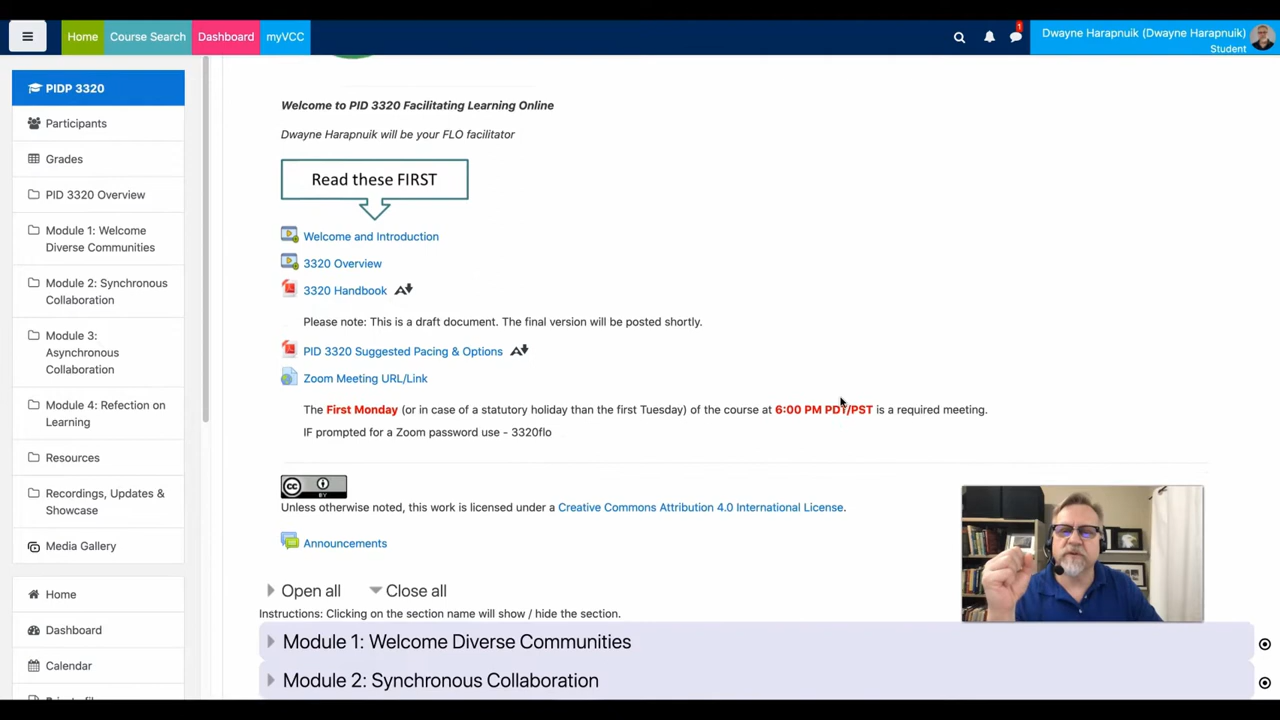 Home
Course Search
Dashboard
myVCC
1
Dwayne Harapnuik (Dwayne Harapnuik)
Student
PIDP 3320
Participants
Grades
PID 3320 Overview
Module 1: Welcome
Diverse Communities
Module 2: Synchronous
Collaboration
Module 3:
Asynchronous
Collaboration
Module 4: Refection on
Learning
Resources
Recordings, Updates &
Showcase
Media Gallery
Home
Dashboard
Calendar
Welcome to PID 3320 Facilitating Learning Online
Dwayne Harapnuik will be your FLO facilitator
Read these FIRST
Welcome and Introduction
3320 Overview
3320 Handbook
Please note: This is a draft document. The final version will be posted shortly.
PID 3320 Suggested Pacing & Options
Zoom Meeting URL/Link
The First Monday (or in case of a statutory holiday than the first Tuesday) of the course at 6:00 PM PDT/PST is a required meeting.
IF prompted for a Zoom password use - 3320flo
cc BY
Unless otherwise noted, this work is licensed under a Creative Commons Attribution 4.0 International License.
Announcements
Open all
Close all
Instructions: Clicking on the section name will show / hide the section.
Module 1: Welcome Diverse Communities
Module 2: Synchronous Collaboration